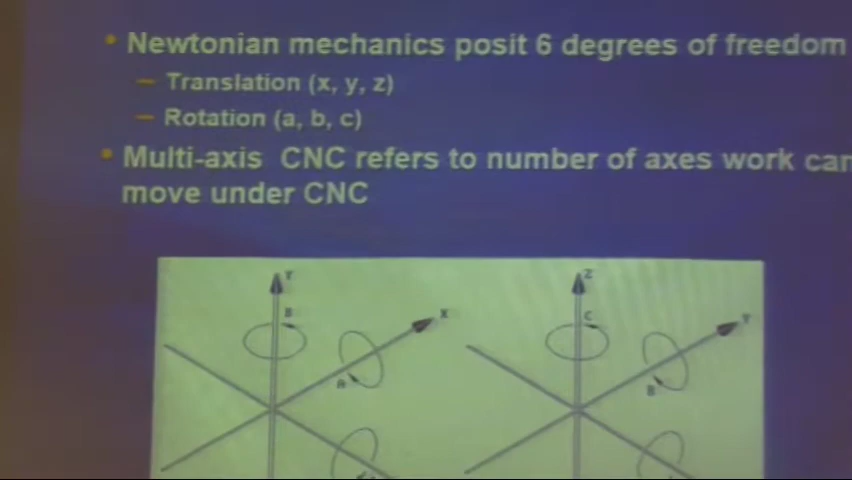 • Newtonian mechanics posit 6 degrees of freedom
– Translation (x, y, z)
– Rotation (a, b, c)
• Multi-axis CNC refers to number of axes work can
move under CNC
Y Z
B X C Y
A B